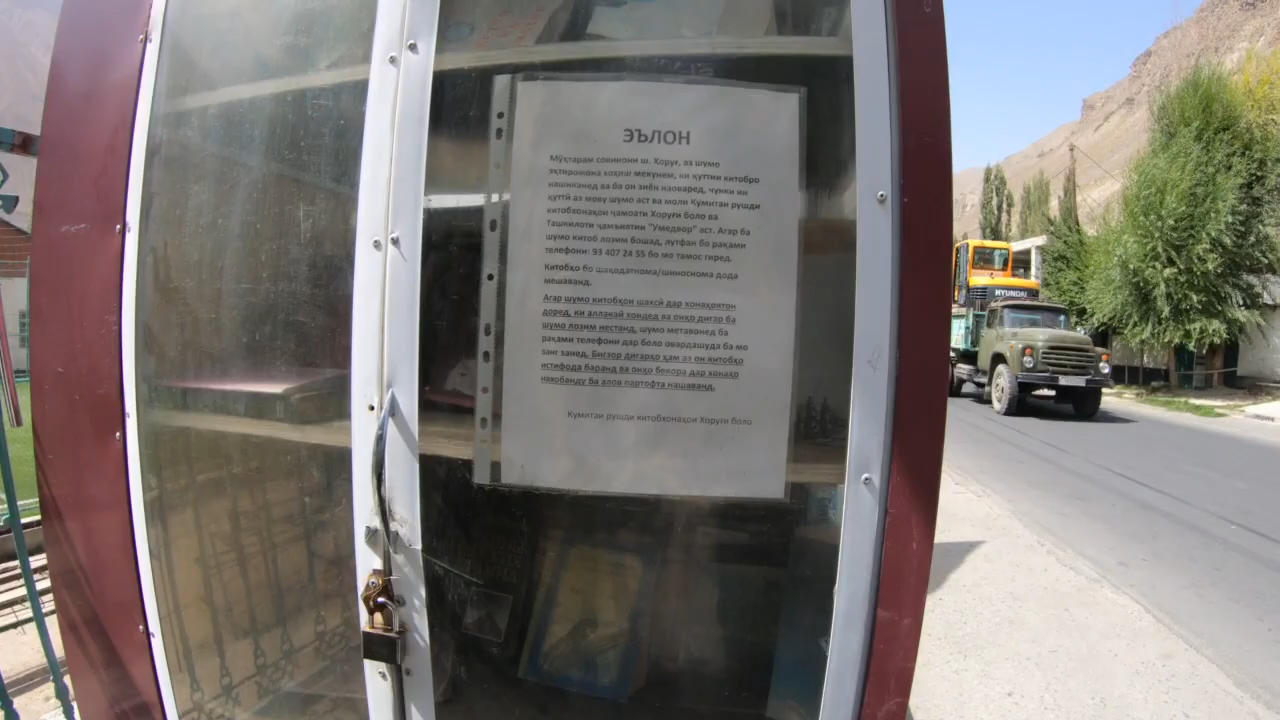 ЭЪЛОН
Мӯҳтарам сокинони ш. Хоруғ, аз шумо
эҳтиромона хоҳиш мекунем, ки қуттии китобро
нашиканед ва ба он зиён наоваред, чунки ин
қуттӣ аз мову шумо аст ва моли Кумитаи рушди
китобхонаҳои ҷамоати Хоруғи боло ва
Ташкилоти ҷамъиятии "Умедвор" аст. Агар ба
шумо китоб лозим бошад, лутфан бо рақами
телефони: 93 407 24 55 бо мо тамос гиред.
Китобҳо бо шаҳодатнома/шиноснома дода
мешаванд.
Агар шумо китобҳои шахсӣ дар хонаҳоятон
доред, ки аллакай хондед ва онҳо дигар ба
шумо лозим нестанд, шумо метавонед ба
рақами телефони дар боло овардашуда ба мо
занг занед. Бигзор дигарҳо ҳам аз он китобҳо
истифода баранд ва онҳо бекора дар хонаҳо
нахобанду ба алов партофта нашаванд.
Кумитаи рушди китобхонаҳои Хоруғи боло
HYUNDAI